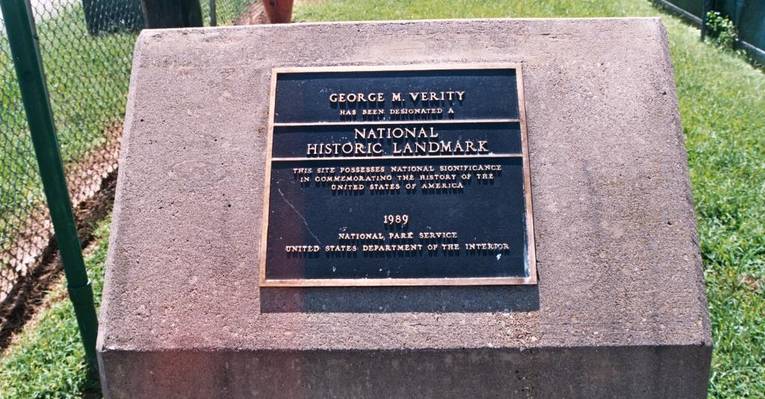 GEORGE M. VERITY
HAS BEEN DESIGNATED A
NATIONAL
HISTORIC LANDMARK
THIS SITE POSSESSES NATIONAL SIGNIFICANCE
IN COMMEMORATING THE HISTORY OF THE
UNITED STATES OF AMERICA
1989
NATIONAL PARK SERVICE
UNITED STATES DEPARTMENT OF THE INTERIOR